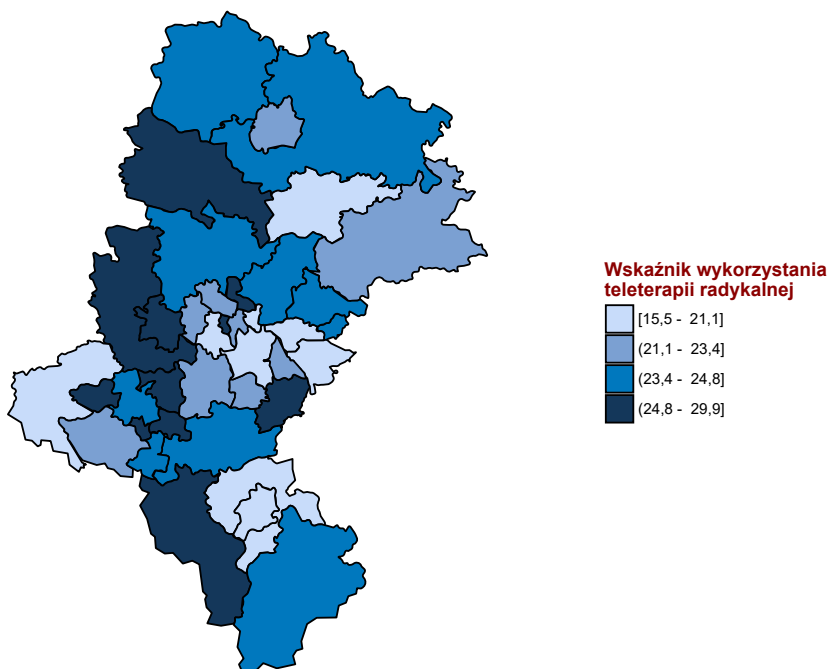 Wskaźnik wykorzystania
teleterapii radykalnej
[15,5 - 21,1]
(21,1 - 23,4]
(23,4 - 24,8]
(24,8 - 29,9]